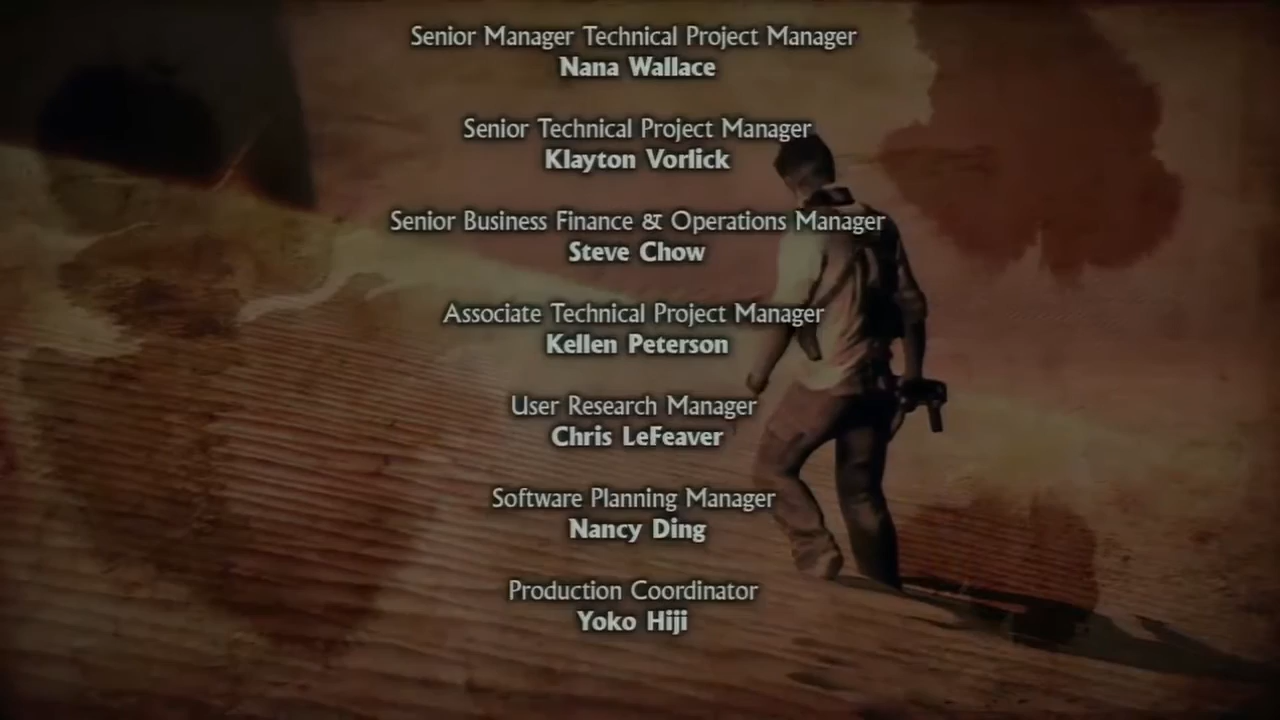 Senior Manager Technical Project Manager
Nana Wallace
Senior Technical Project Manager
Klayton Vorlick
Senior Business Finance & Operations Manager
Steve Chow
Associate Technical Project Manager
Kellen Peterson
User Research Manager
Chris LeFeaver
Software Planning Manager
Nancy Ding
Production Coordinator
Yoko Hiji